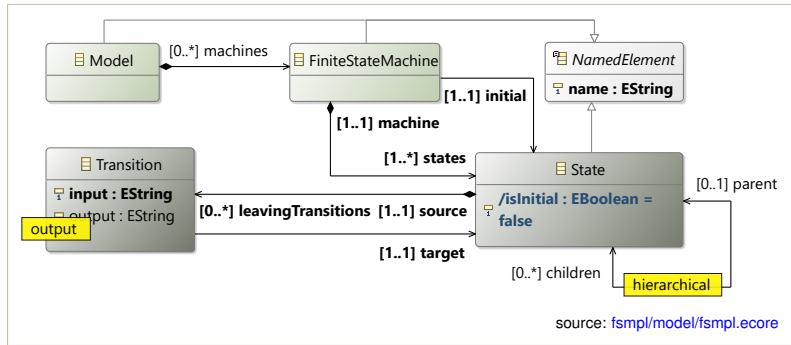 [0..*] machines
Model
FiniteStateMachine
NamedElement
name : EString
[1..1] initial
[1..1] machine
[1..*] states
Transition
input : EString
output : EString
output
State
/isInitial : EBoolean =
false
[0..1] parent
[0..*] leavingTransitions
[1..1] source
[1..1] target
[0..*] children
hierarchical
source: fsmpl/model/fsmpl.ecore